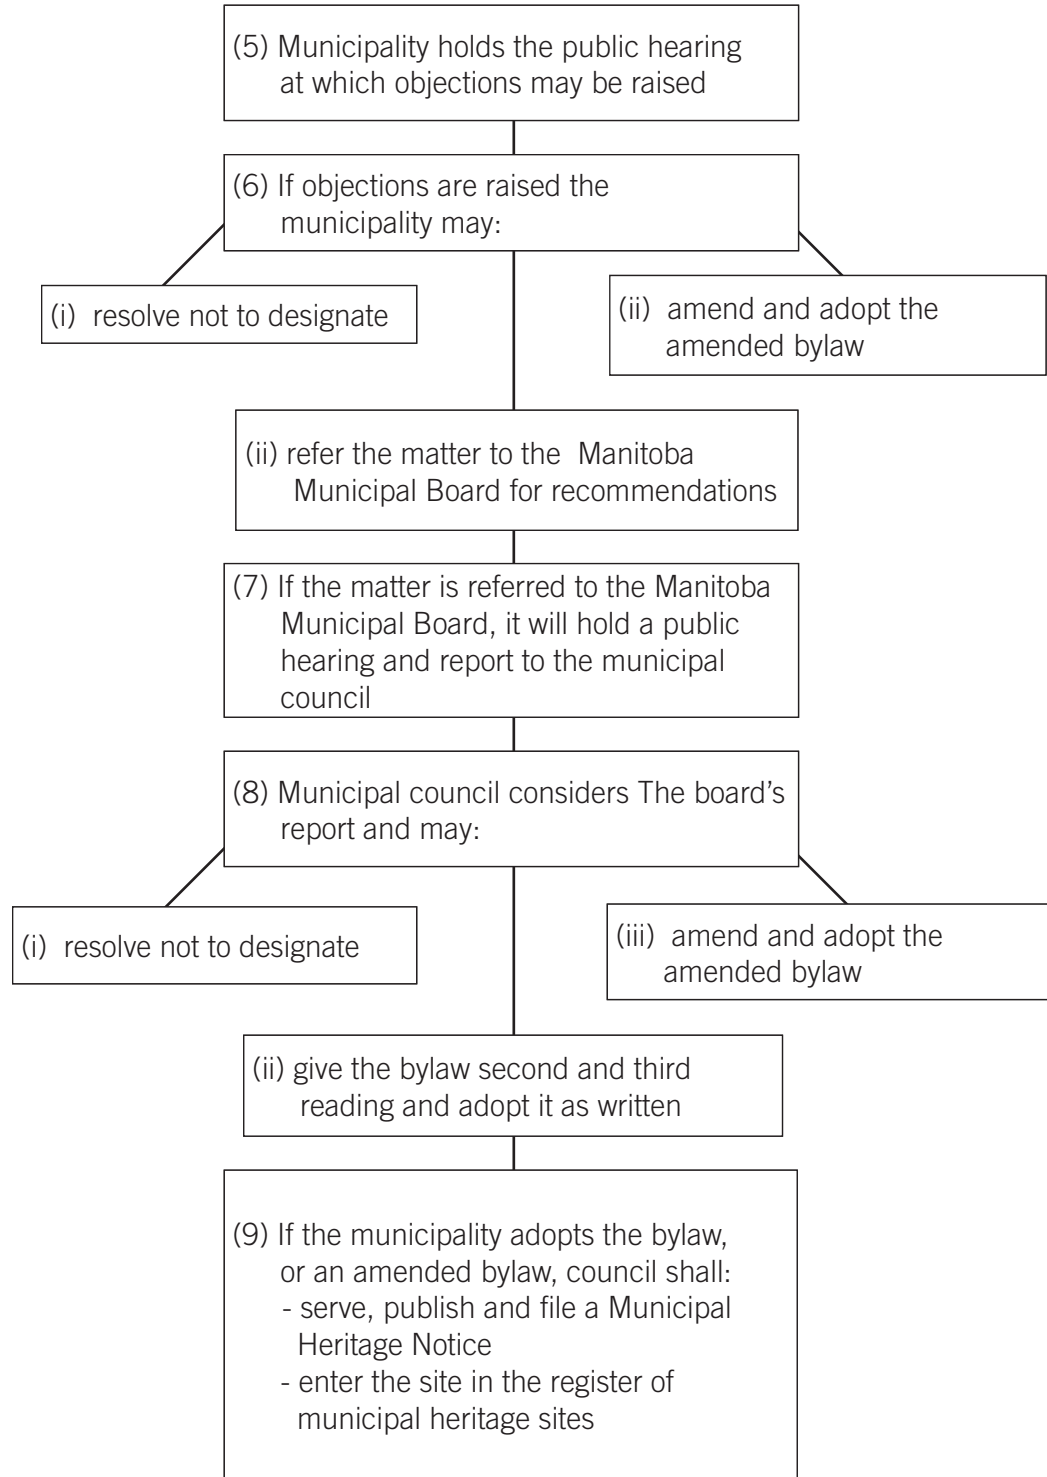 (5) Municipality holds the public hearing
at which objections may be raised
(6) If objections are raised the
municipality may:
(i) resolve not to designate
(ii) amend and adopt the
amended bylaw
(ii) refer the matter to the Manitoba
Municipal Board for recommendations
(7) If the matter is referred to the Manitoba
Municipal Board, it will hold a public
hearing and report to the municipal
council
(8) Municipal council considers The board's
report and may:
(i) resolve not to designate
(iii) amend and adopt the
amended bylaw
(ii) give the bylaw second and third
reading and adopt it as written
(9) If the municipality adopts the bylaw,
or an amended bylaw, council shall:
- serve, publish and file a Municipal
Heritage Notice
- enter the site in the register of
municipal heritage sites